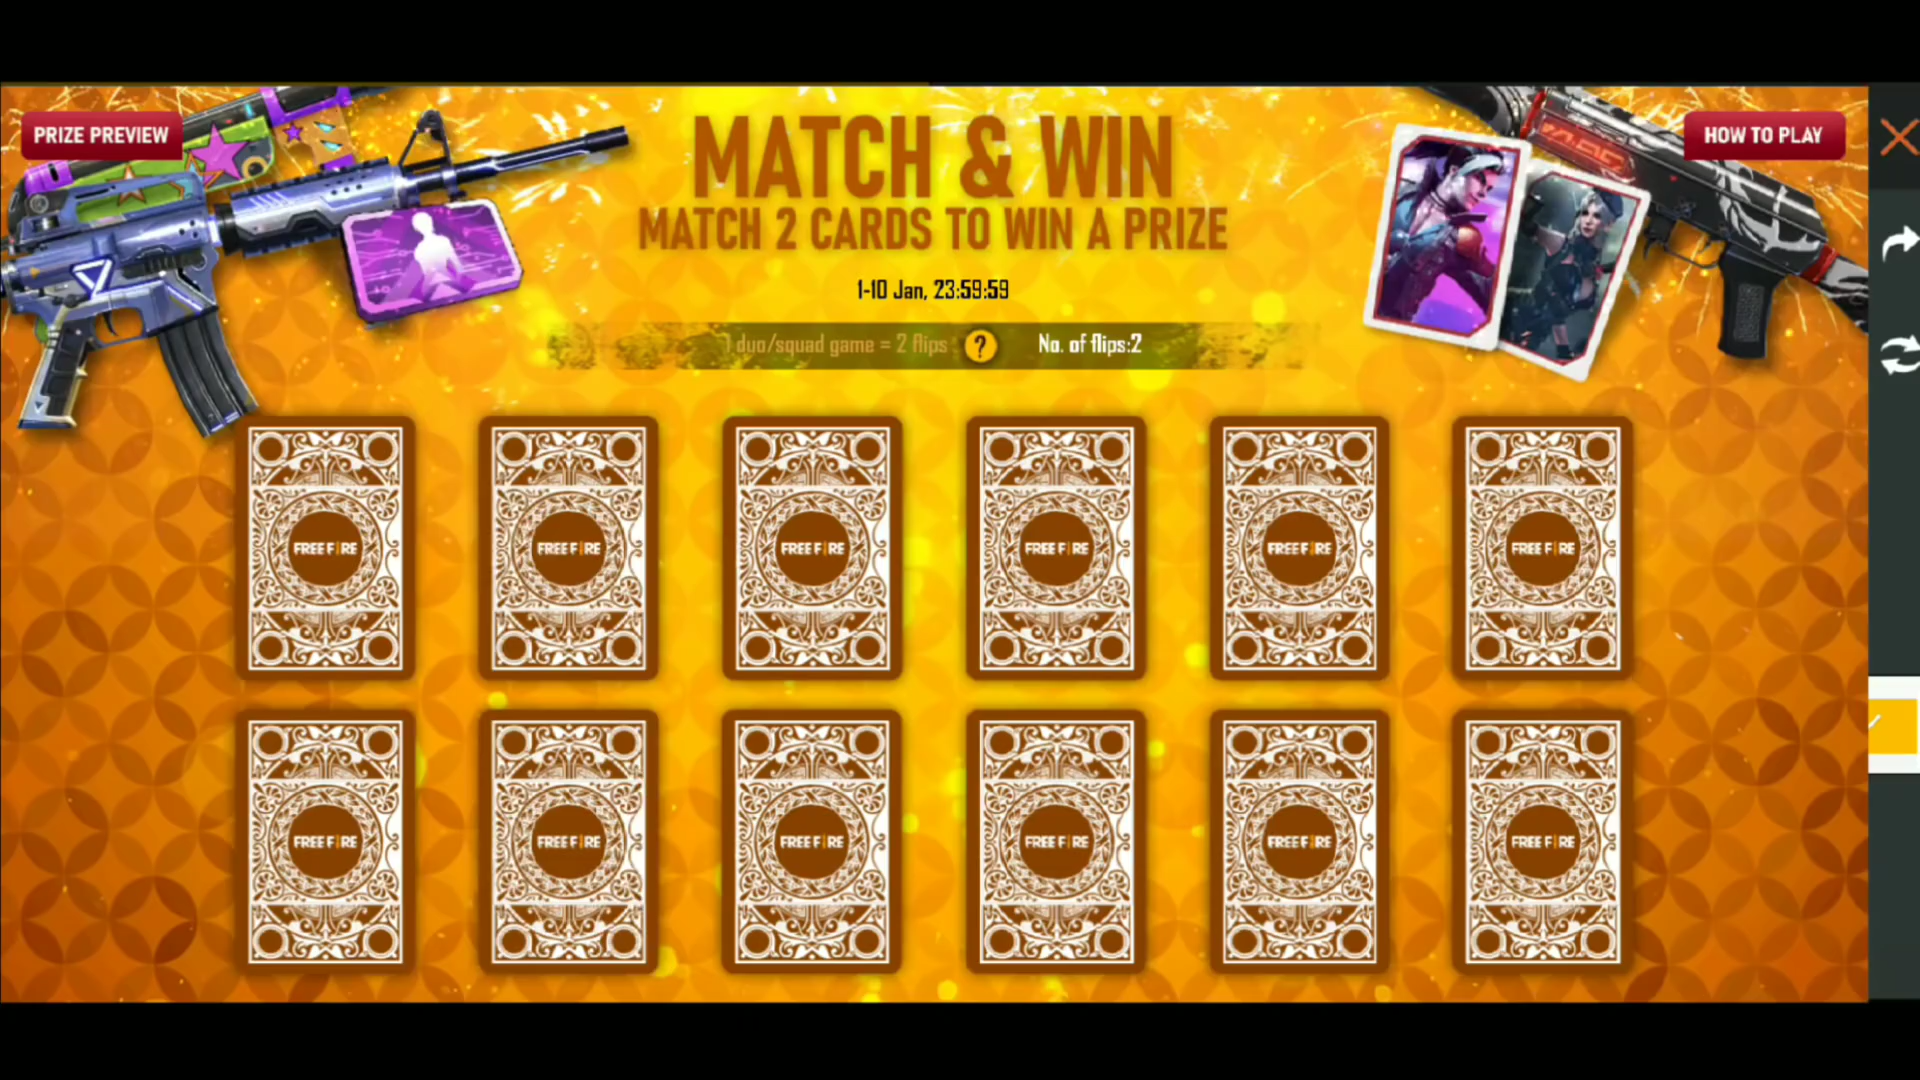 PRIZE PREVIEW
HOW TO PLAY
MATCH & WIN
MATCH 2 CARDS TO WIN A PRIZE
1-10 Jan, 23:59:59
1 duo/squad game = 2 flips ? No. of flips:2
FREE FIRE FREE FIRE FREE FIRE FREE FIRE FREE FIRE FREE FIRE
FREE FIRE FREE FIRE FREE FIRE FREE FIRE FREE FIRE FREE FIRE